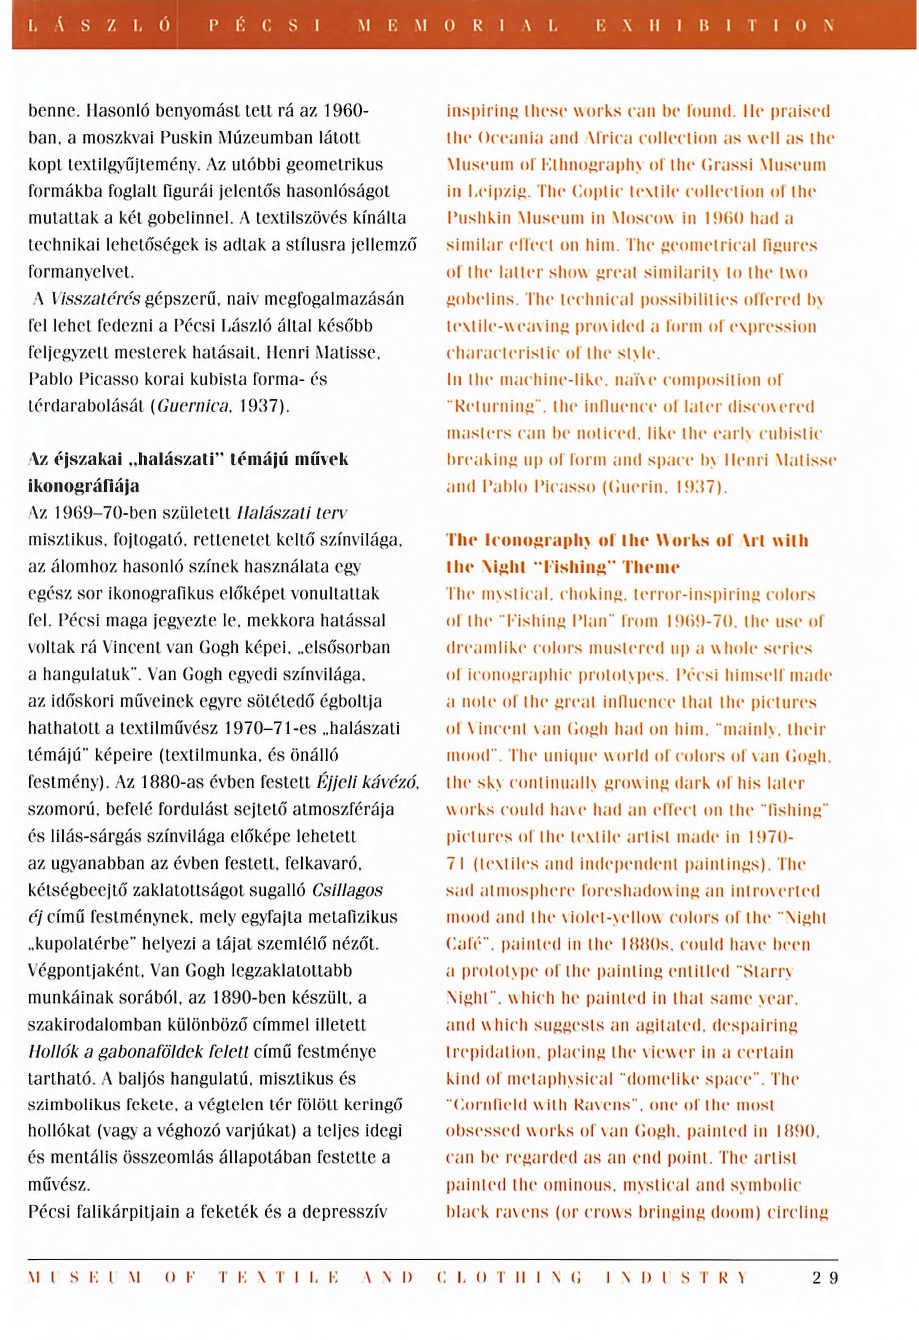 LÁSZLÓ PÉCSI MEMORIAL EXHIBITION
benne. Hasonló benyomást tett rá az 1960-
ban, a moszkvai Puskin Múzeumban látott
kopt textilgyűjtemény. Az utóbbi geometrikus
formákba foglalt figurái jelentős hasonlóságot
mutattak a két gobelinnel. A textilszövés kínálta
technikai lehetőségek is adtak a stílusra jellemző
formanyelvet.
A Visszatérés gépszerű, naiv megfogalmazásán
fel lehet fedezni a Pécsi László által később
feljegyzett mesterek hatásait, Henri Matisse,
Pablo Picasso korai kubista forma- és
térdarabolását (Guernica, 1937).
Az éjszakai „halászati” témájú művek
ikonográfiája
Az 1969–70-ben született Halászati terv
misztikus, fojtogató, rettenetet keltő színvilága,
az álomhoz hasonló színek használata egy
egész sor ikonografikus előképet vonultattak
fel. Pécsi maga jegyezte le, mekkora hatással
voltak rá Vincent van Gogh képei, „elsősorban
a hangulatuk”. Van Gogh egyedi színvilága,
az időskori műveinek egyre sötétedő égboltja
hathatott a textilművész 1970–71-es „halászati
témájú” képeire (textilmunka, és önálló
festmény). Az 1880-as évben festett Éjjeli kávézó,
szomorú, befelé fordulást sejtető atmoszférája
és lilás-sárgás színvilága előképe lehetett
az ugyanabban az évben festett, felkavaró,
kétségbeejtő zaklatottságot sugalló Csillagos
éj című festménynek, mely egyfajta metafizikus
„kupolatérbe” helyezi a tájat szemlélő nézőt.
Végpontjaként, Van Gogh legzaklatottabb
munkáinak sorából, az 1890-ben készült, a
szakirodalomban különböző címmel illetett
Hollók a gabonaföldek felett című festménye
tartható. A baljós hangulatú, misztikus és
szimbolikus fekete, a végtelen tér fölött keringő
hollókat (vagy a véghozó varjúkat) a teljes idegi
és mentális összeomlás állapotában festette a
művész.
Pécsi falikárpitjain a feketék és a depresszív
inspiring these works can be found. He praised
the Oceania and Africa collection as well as the
Museum of Ethnography of the Grassi Museum
in Leipzig. The Coptic textile collection of the
Pushkin Museum in Moscow in 1960 had a
similar effect on him. The geometrical figures
of the latter show great similarity to the two
gobelins. The technical possibilities offered by
textile-weaving provided a form of expression
characteristic of the style.
In the machine-like, naïve composition of
"Returning", the influence of later discovered
masters can be noticed, like the early cubistic
breaking up of form and space by Henri Matisse
and Pablo Picasso (Guerin, 1937).
The Iconography of the Works of Art with
the Night "Fishing" Theme
The mystical, choking, terror-inspiring colors
of the "Fishing Plan" from 1969-70, the use of
dreamlike colors mustered up a whole series
of iconographic prototypes. Pécsi himself made
a note of the great influence that the pictures
of Vincent van Gogh had on him, "mainly, their
mood". The unique world of colors of van Gogh,
the sky continually growing dark of his later
works could have had an effect on the "fishing"
pictures of the textile artist made in 1970-
71 (textiles and independent paintings). The
sad atmosphere foreshadowing an introverted
mood and the violet-yellow colors of the "Night
Café", painted in the 1880s, could have been
a prototype of the painting entitled "Starry
Night", which he painted in that same year,
and which suggests an agitated, despairing
trepidation, placing the viewer in a certain
kind of metaphysical "domelike space". The
"Cornfield with Ravens", one of the most
obsessed works of van Gogh, painted in 1890,
can be regarded as an end point. The artist
painted the ominous, mystical and symbolic
black ravens (or crows bringing doom) circling
MUSEUM OF TEXTILE AND CLOTHING INDUSTRY 29